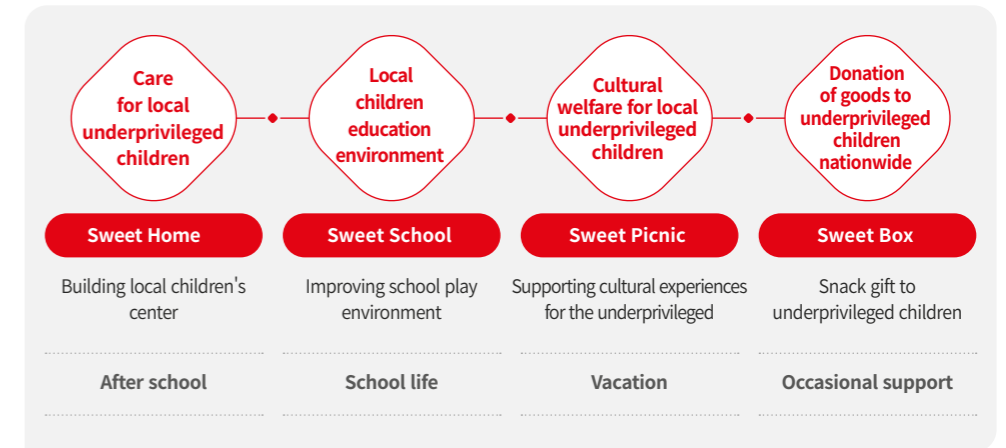 Care
for local
underprivileged
children
Local
children
education
environment
Cultural
welfare for local
underprivileged
children
Donation
of goods to
underprivileged
children
nationwide
Sweet Home
Sweet School
Sweet Picnic
Sweet Box
Building local children's
center
Improving school play
environment
Supporting cultural experiences
for the underprivileged
Snack gift to
underprivileged children
After school
School life
Vacation
Occasional support